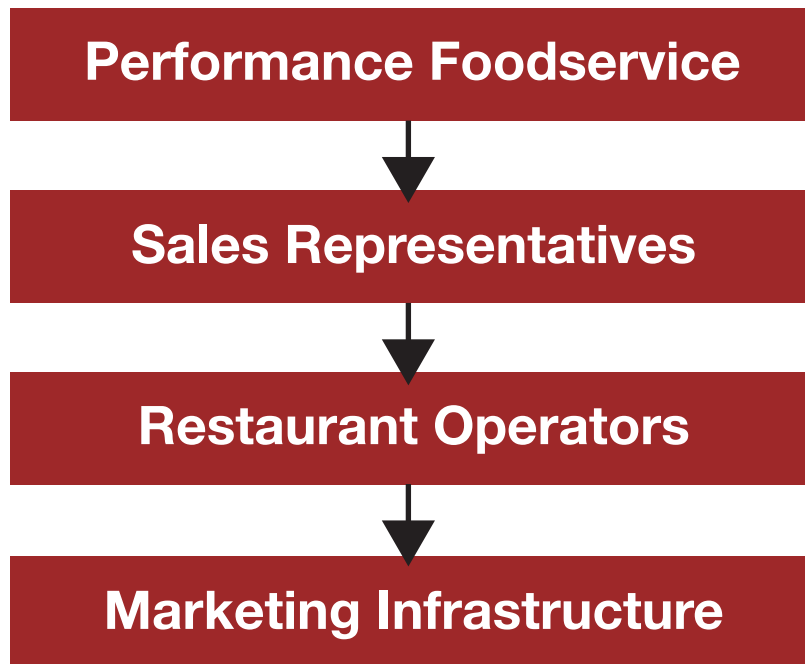 Performance Foodservice
Sales Representatives
Restaurant Operators
Marketing Infrastructure